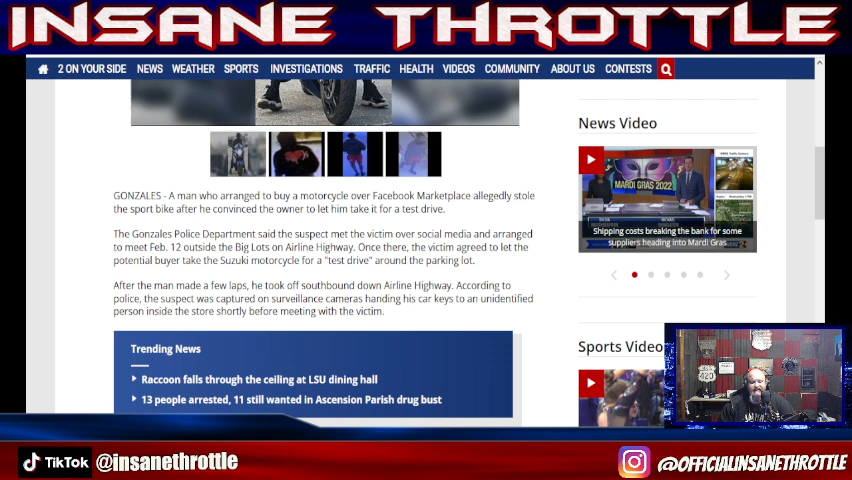 INSANE THROTTLE
2 ON YOUR SIDE NEWS WEATHER SPORTS INVESTIGATIONS TRAFFIC HEALTH VIDEOS COMMUNITY ABOUT US CONTESTS
GONZALES - A man who arranged to buy a motorcycle over Facebook Marketplace allegedly stole
the sport bike after he convinced the owner to let him take it for a test drive.
The Gonzales Police Department said the suspect met the victim over social media and arranged
to meet Feb. 12 outside the Big Lots on Airline Highway. Once there, the victim agreed to let the
potential buyer take the Suzuki motorcycle for a "test drive" around the parking lot.
After the man made a few laps, he took off southbound down Airline Highway. According to
police, the suspect was captured on surveillance cameras handing his car keys to an unidentified
person inside the store shortly before meeting with the victim.
Trending News
Raccoon falls through the ceiling at LSU dining hall
13 people arrested, 11 still wanted in Ascension Parish drug bust
News Video
MARDI GRAS 2022
Shipping costs breaking the bank for some
suppliers heading into Mardi Gras
Sports Video
420
TikTok @insanethrottle
@OFFICIALINSANETHROTTLE